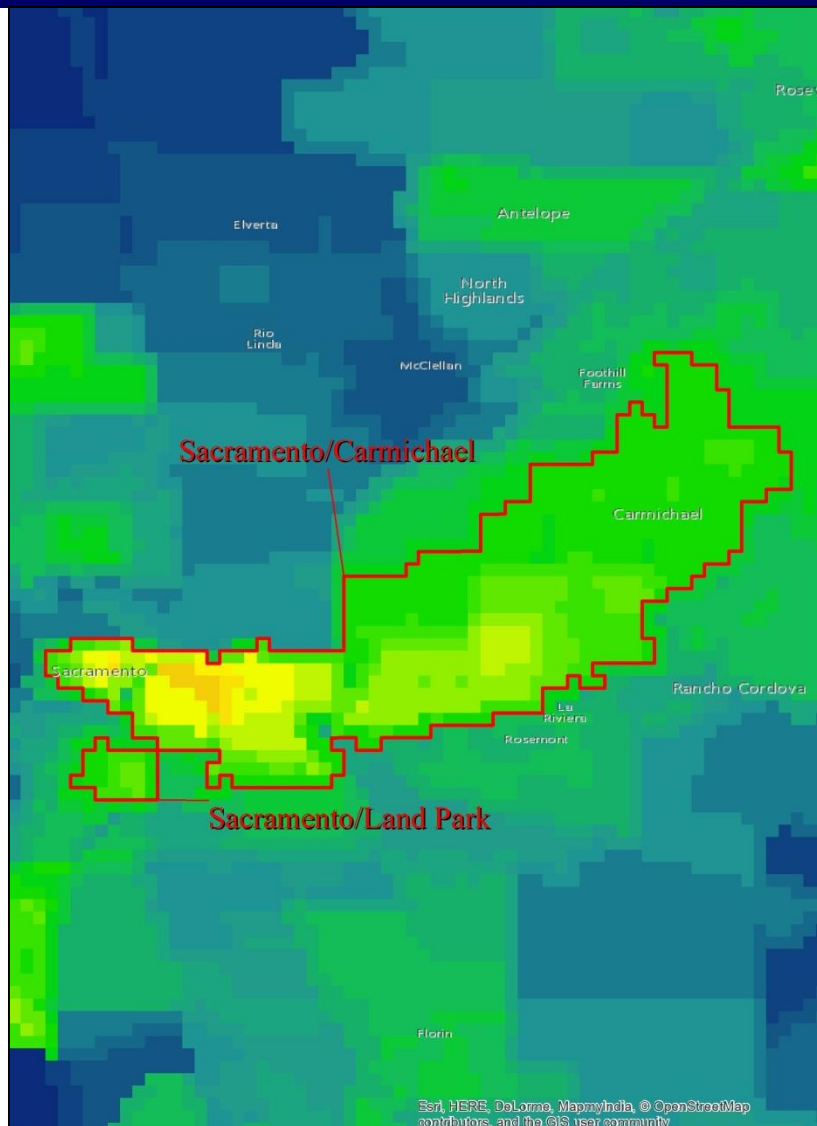 Antelope
Elverta
North
Highlands
Rio
Linda
McClellan
Foothill
Farms
Sacramento/Carmichael
Carmichael
Sacramento
Rancho Cordova
La
Riviera
Rosemont
Sacramento/Land Park
Florin
Esri, HERE, DeLorme, MapmyIndia, © OpenStreetMap
contributors, and the GIS user community